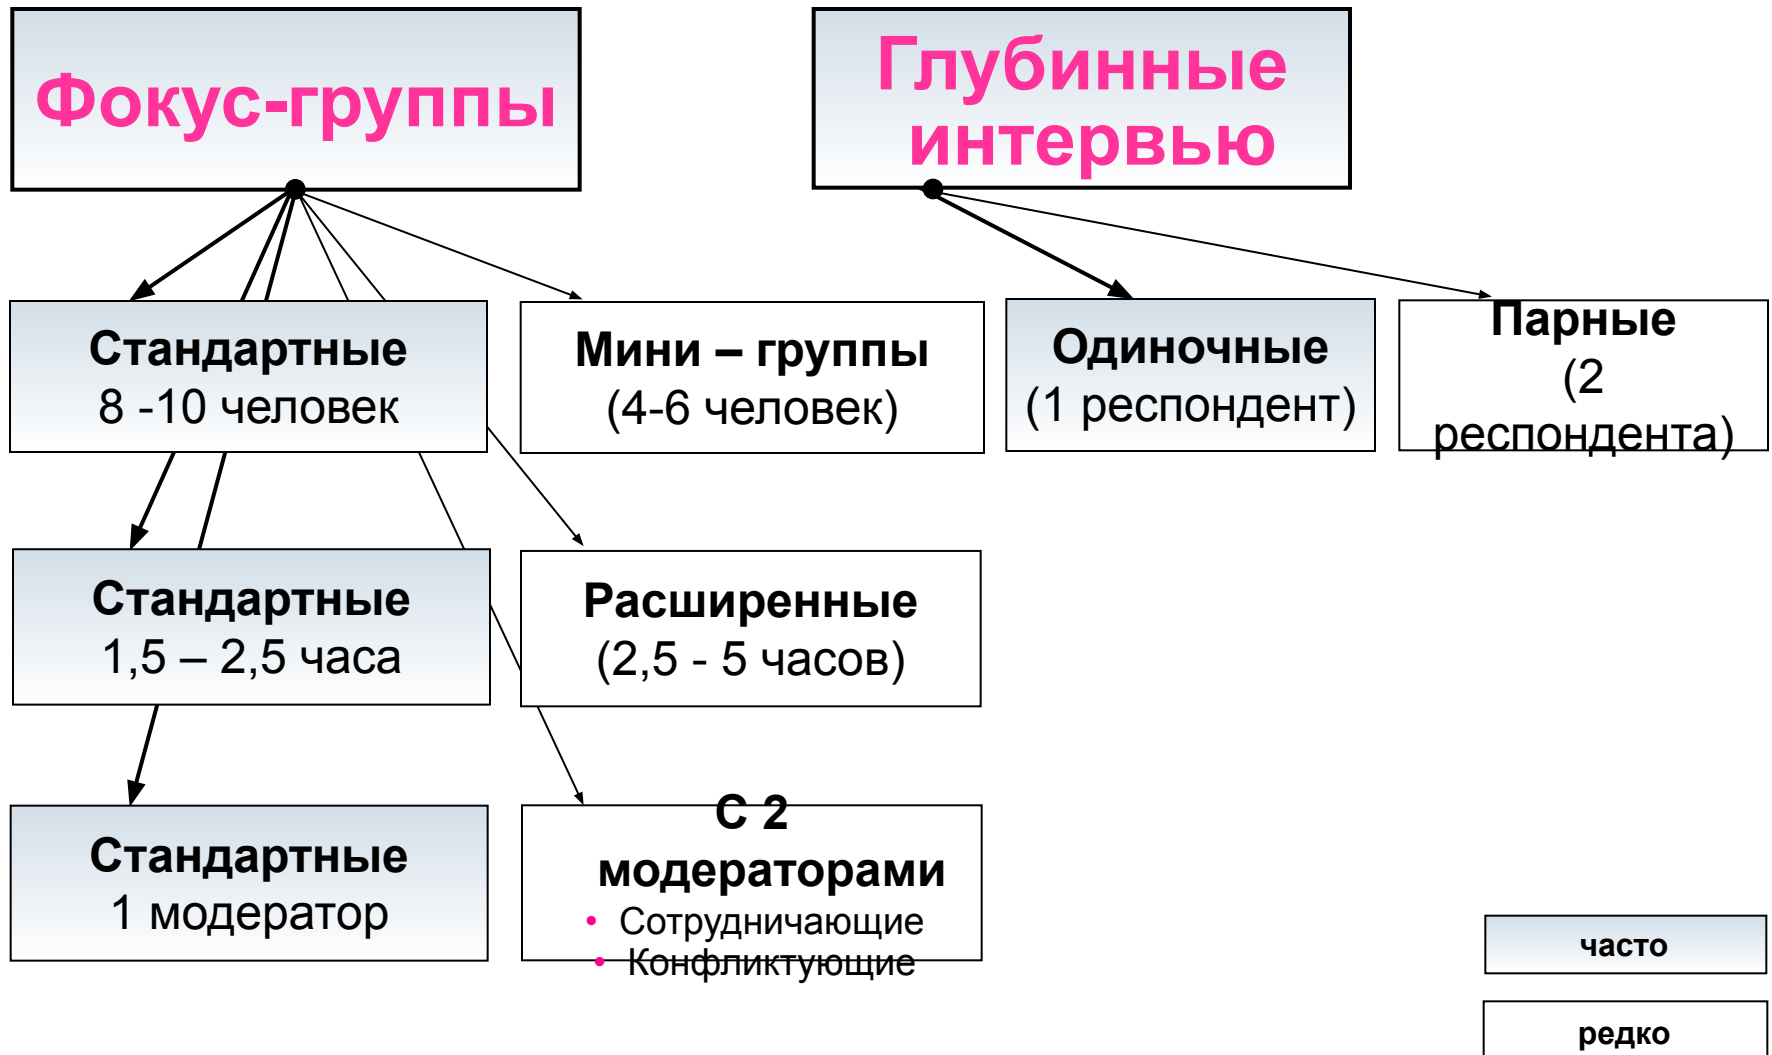 Фокус-группы
Глубинные
интервью
Стандартные
8 -10 человек
Мини – группы
(4-6 человек)
Одиночные
(1 респондент)
Парные
(2
респондента)
Стандартные
1,5 – 2,5 часа
Расширенные
(2,5 - 5 часов)
Стандартные
1 модератор
С 2
модераторами
• Сотрудничающие
• Конфликтующие
часто
редко